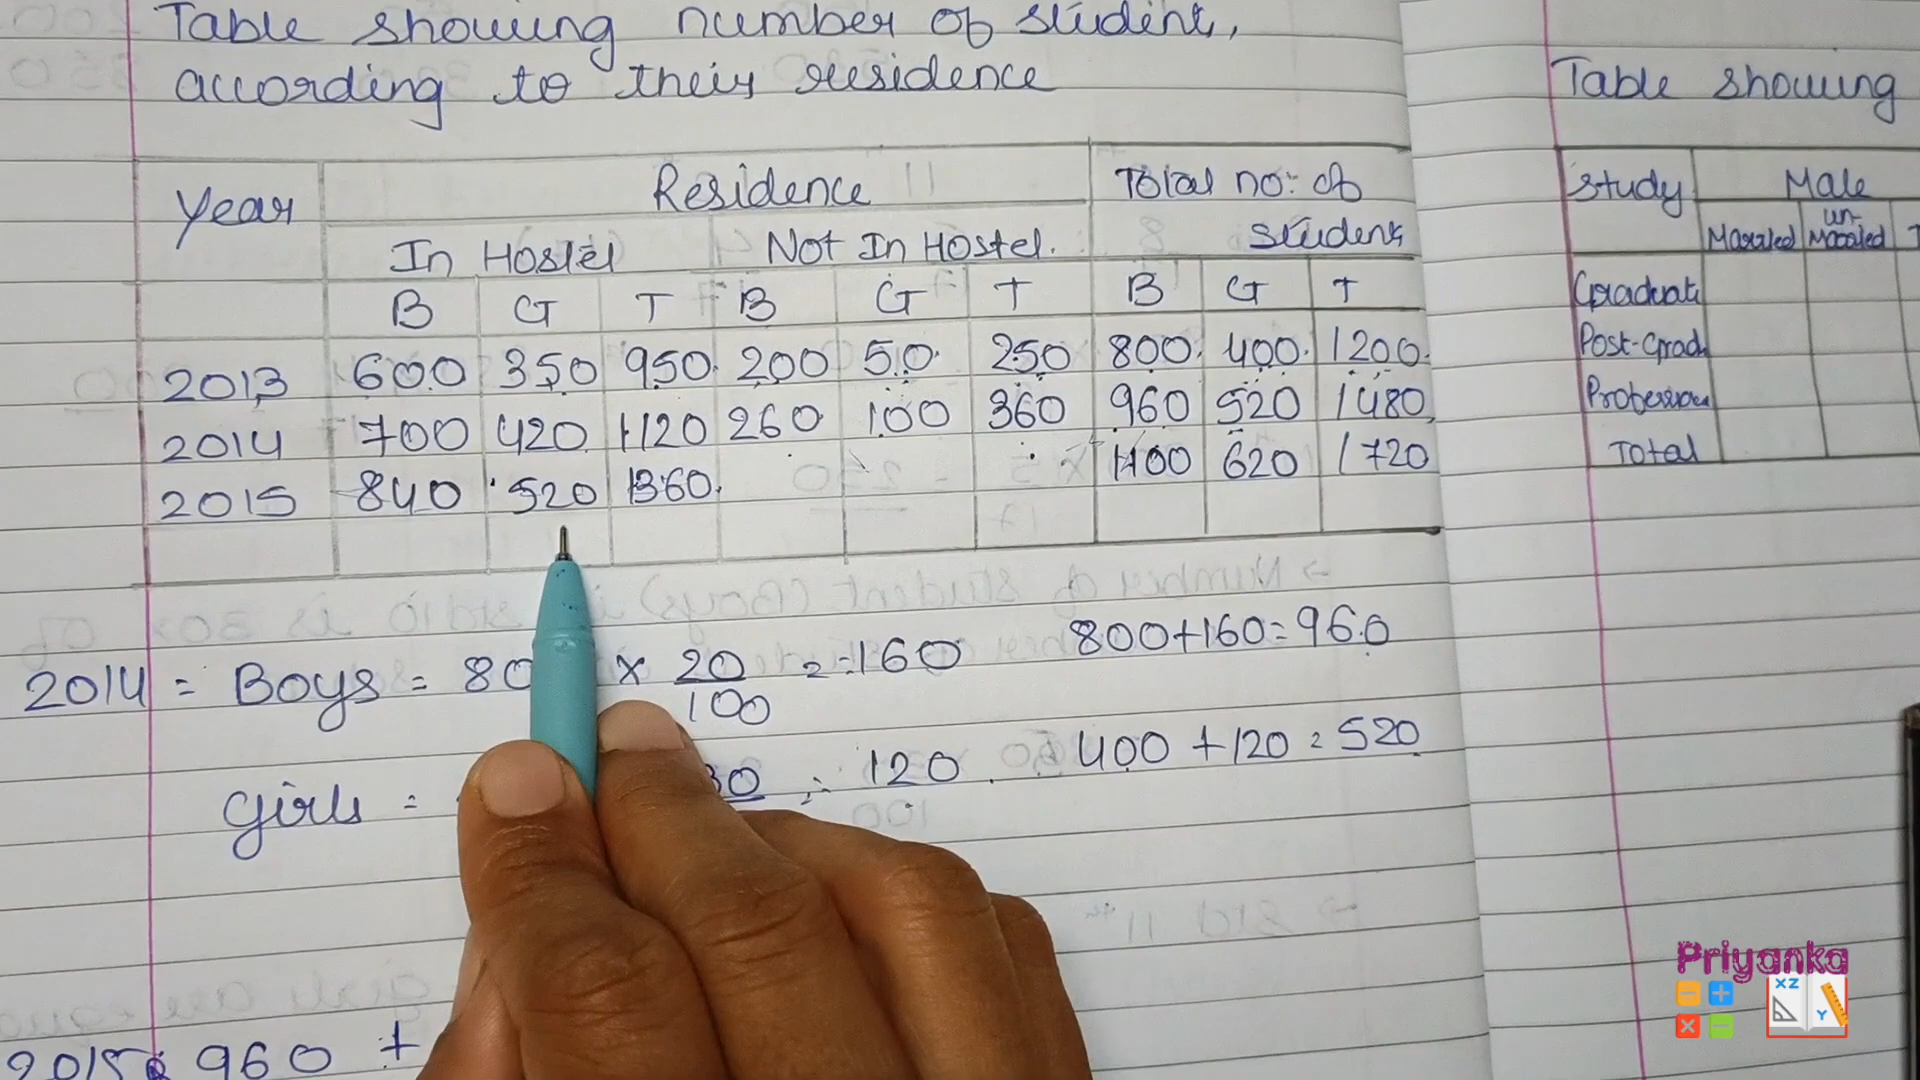 Table showing number of student,
according to their residence
Year Residence Total no: of
student
In Hostel Not In Hostel.
B G T B G T B G T
2013 600 350 950 200 50 250 800 400 1200
2014 700 420 1120 260 100 360 960 520 1480
2015 840 520 1360 1100 620 1720
2014 = Boys = 80 × 20 = 160 800+160=960
100
Girls = 30 = 120 400 + 120 = 520
2015 960 +
Table showing
Study Male
Married un-
Married
Graduate
Post-Grad
Total
Priyanka
XZ
Y